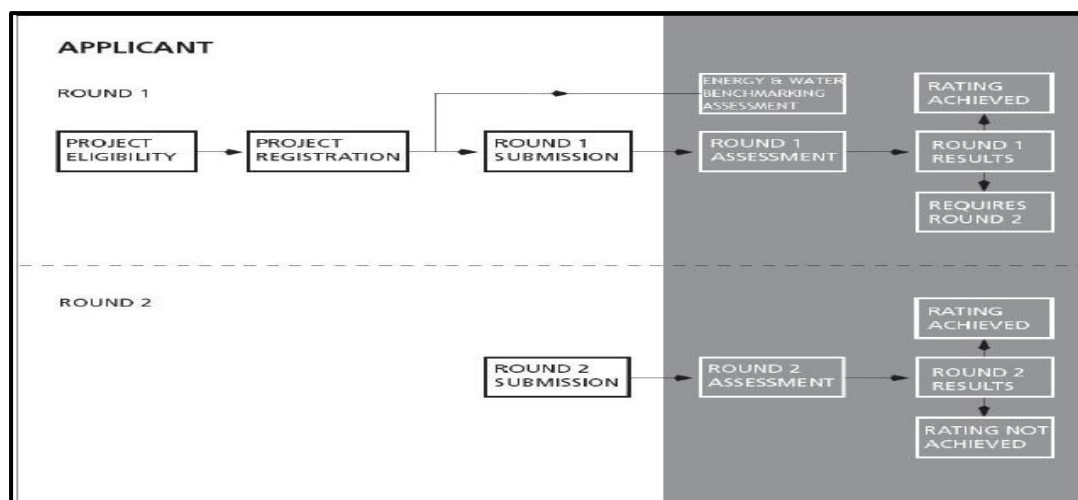 APPLICANT
ROUND 1
ENERGY & WATER
BENCHMARKING
ASSESSMENT
RATING
ACHIEVED
PROJECT
ELIGIBILITY
PROJECT
REGISTRATION
ROUND 1
SUBMISSION
ROUND 1
ASSESSMENT
ROUND 1
RESULTS
REQUIRES
ROUND 2
ROUND 2
RATING
ACHIEVED
ROUND 2
SUBMISSION
ROUND 2
ASSESSMENT
ROUND 2
RESULTS
RATING NOT
ACHIEVED